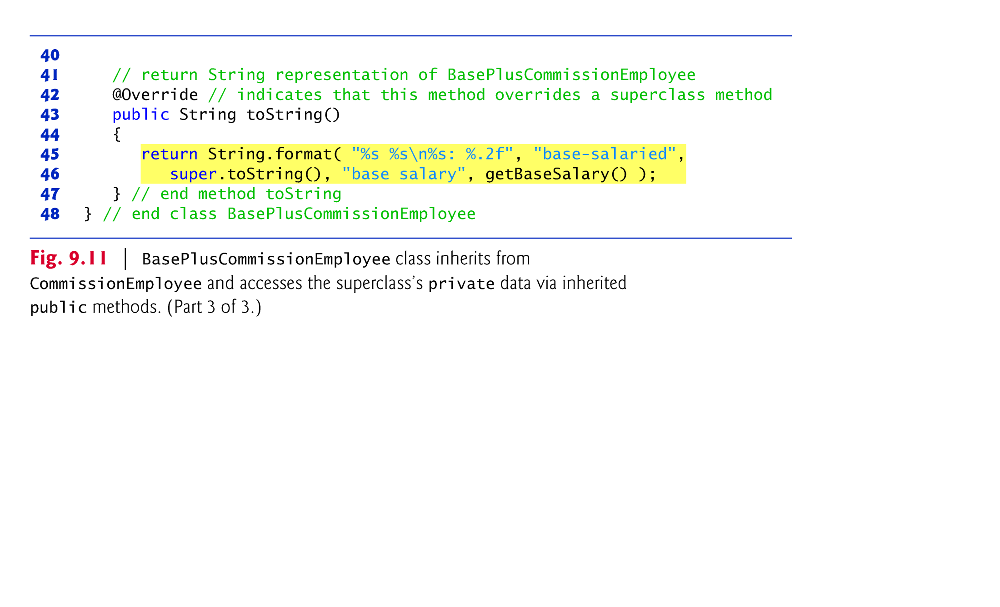 40
41 // return String representation of BasePlusCommissionEmployee
42 @Override // indicates that this method overrides a superclass method
43 public String toString()
44 {
45 return String.format( "%s %s\n%s: %.2f", "base-salaried",
46 super.toString(), "base salary", getBaseSalary() );
47 } // end method toString
48 } // end class BasePlusCommissionEmployee
Fig. 9.11 | BasePlusCommissionEmployee class inherits from
CommissionEmployee and accesses the superclass’s private data via inherited
public methods. (Part 3 of 3.)